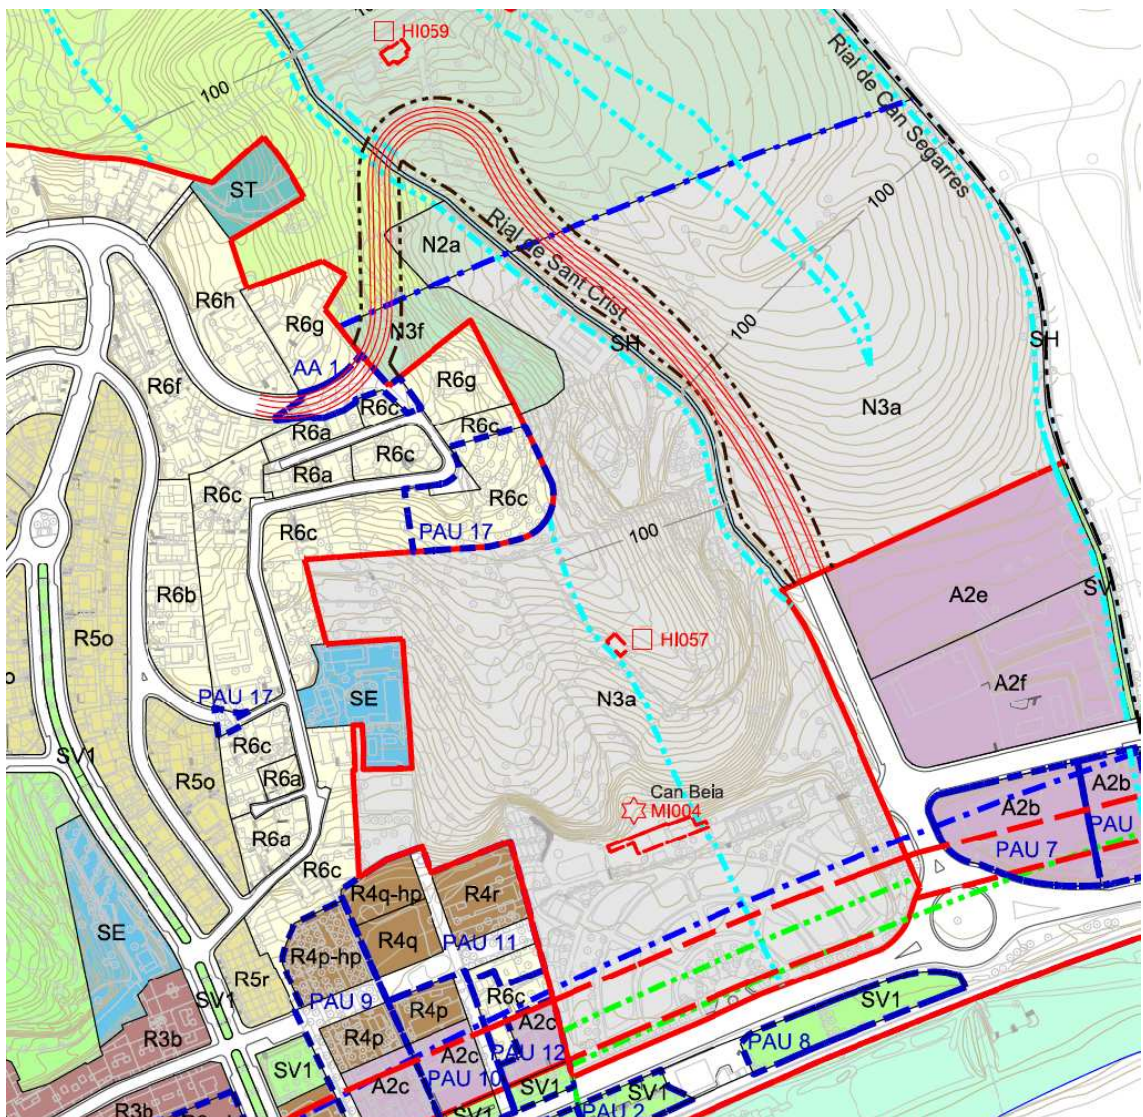 HI059
100
100
Rial de Can Segarres
ST
N2a
Rial de Sant Crist
100
R6h
R6g
N3f
100
SH
SH
AA 1
R6g
R6f
R6c
N3a
R6a
R6c
R6a
R6c
R6c
R6c
PAU 17
R6c
100
R6b
A2e
SV
R5o
HI057
SE
N3a
A2f
PAU 17
R6c
SV1
R6a
R5o
Can Beia
MI004
A2b
A2b
R6a
PAU 7
PAU
R6c
R4q-hp
R4r
SE
R4q
PAU 11
R4p-hp
R5r
SV1
R6c
PAU 9
R4p
SV1
R3b
R4p
A2c
PAU 8
A2c
PAU 12
SV1
PAU 10
A2c
SV1
SV1
R3b
SV1
PAU 2